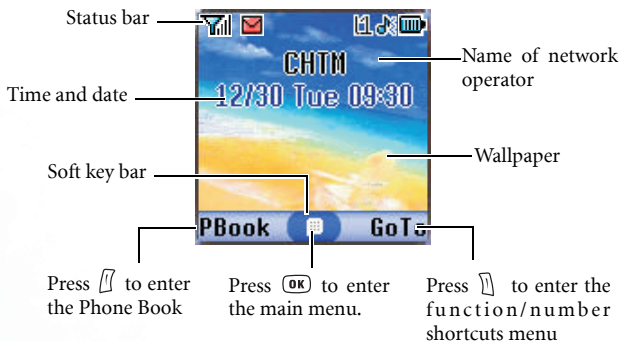 Status bar
L1
CHTM
Name of network
operator
Time and date
12/30 Tue 09:30
Wallpaper
Soft key bar
PBook
GoTo
Press to enter
the Phone Book
Press OK to enter
the main menu.
Press to enter the
function/number
shortcuts menu